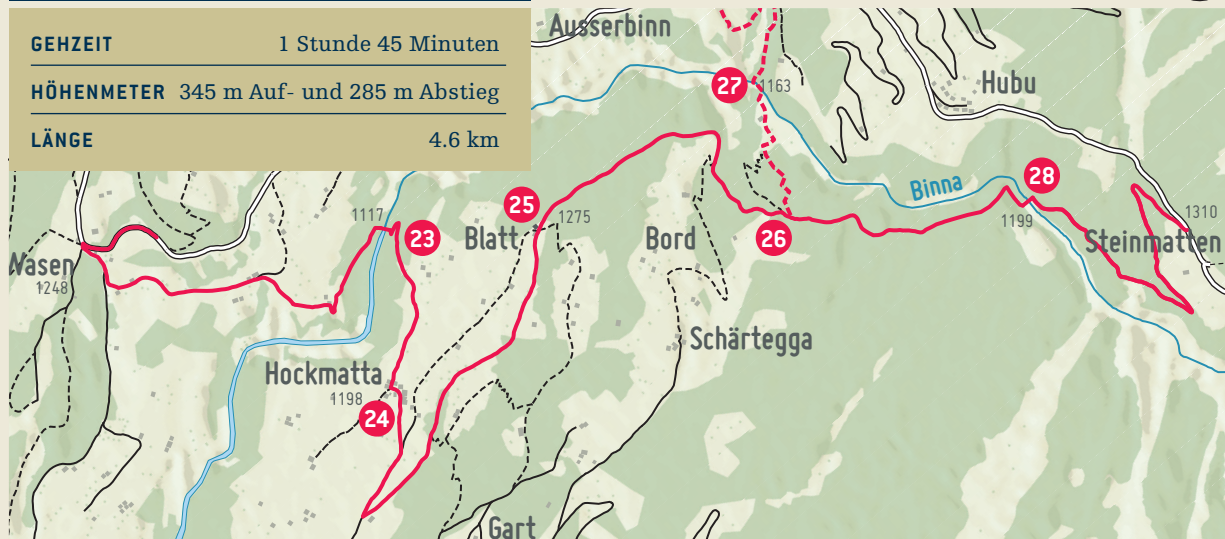 GEHZEIT 1 Stunde 45 Minuten
HÖHENMETER 345 m Auf- und 285 m Abstieg
LÄNGE 4.6 km
Ausserbinn
27
1163
Hubu
Binna
28
1199
1310
Steinmatten
25
1275
Blatt
Bord
26
1117
23
Wasen
1248
Schärtegga
Hockmatta
1198
24
Gart